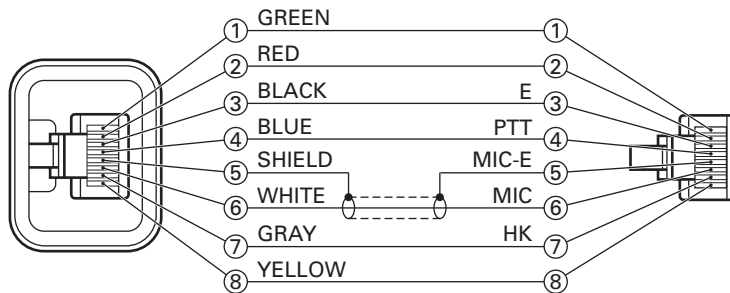 ① GREEN ①
② RED ②
③ BLACK E ③
④ BLUE PTT ④
⑤ SHIELD MIC-E ⑤
⑥ WHITE MIC ⑥
⑦ GRAY HK ⑦
⑧ YELLOW ⑧